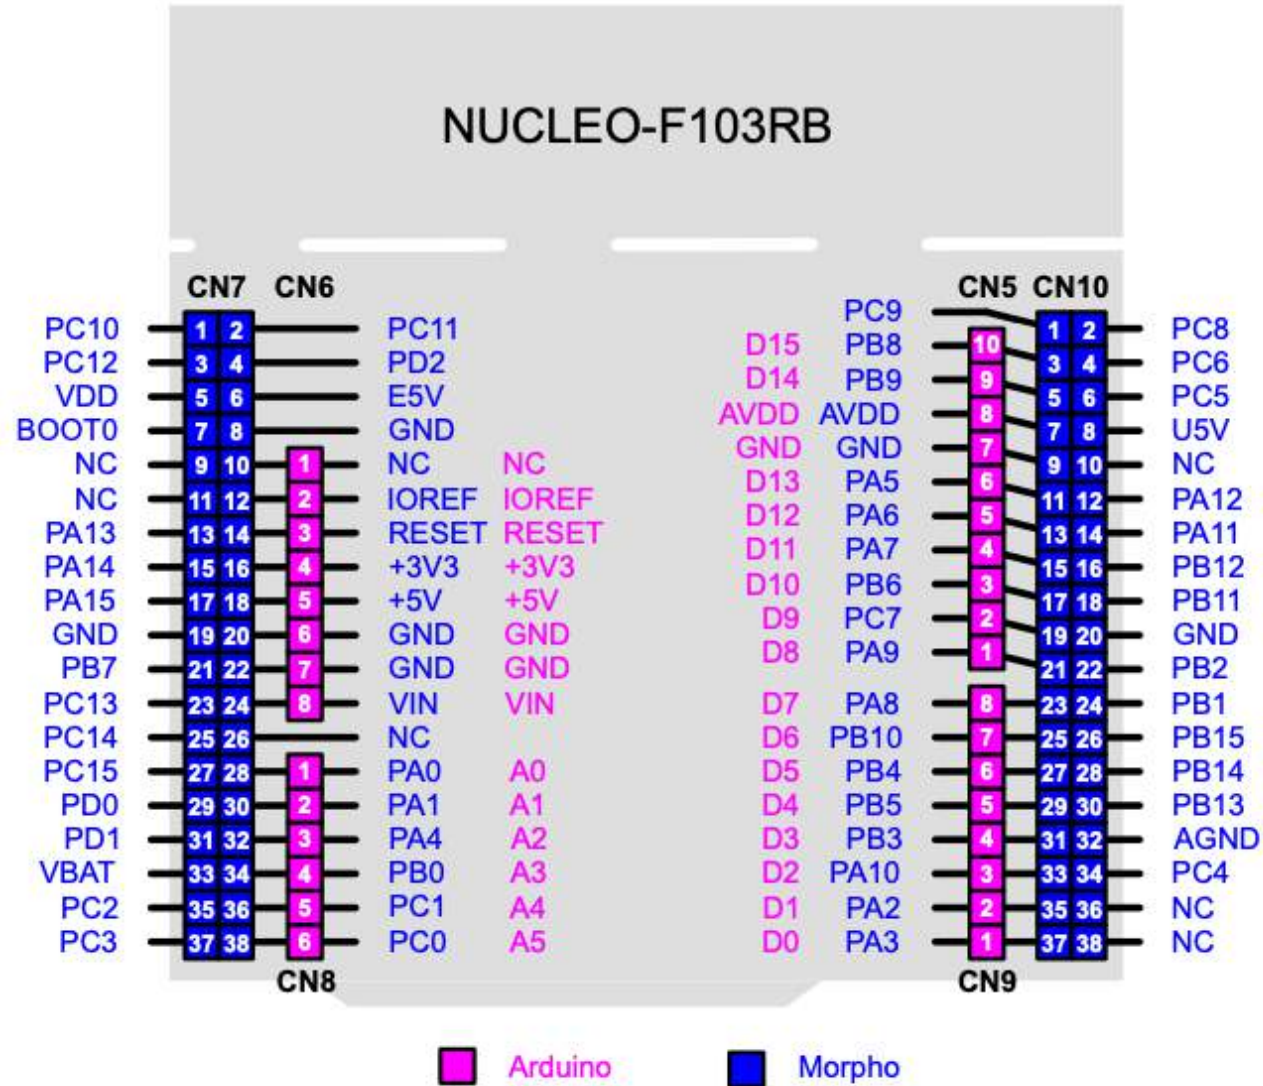 NUCLEO-F103RB
CN7 CN6 CN5 CN10
PC9
PC10 1 2 PC11 1 2 PC8
D15 PB8 10
PC12 3 4 PD2 3 4 PC6
D14 PB9 9
VDD 5 6 E5V 5 6 PC5
AVDD AVDD 8
BOOT0 7 8 GND 7 8 U5V
GND GND 7
NC 9 10 1 NC NC 9 10 NC
D13 PA5 6
NC 11 12 2 IOREF IOREF 11 12 PA12
D12 PA6 5
PA13 13 14 3 RESET RESET 13 14 PA11
D11 PA7 4
PA14 15 16 4 +3V3 +3V3 15 16 PB12
D10 PB6 3
PA15 17 18 5 +5V +5V 17 18 PB11
D9 PC7 2
GND 19 20 6 GND GND 19 20 GND
D8 PA9 1
PB7 21 22 7 GND GND 21 22 PB2
PC13 23 24 8 VIN VIN D7 PA8 8 23 24 PB1
PC14 25 26 NC D6 PB10 7 25 26 PB15
PC15 27 28 1 PA0 A0 D5 PB4 6 27 28 PB14
PD0 29 30 2 PA1 A1 D4 PB5 5 29 30 PB13
PD1 31 32 3 PA4 A2 D3 PB3 4 31 32 AGND
VBAT 33 34 4 PB0 A3 D2 PA10 3 33 34 PC4
PC2 35 36 5 PC1 A4 D1 PA2 2 35 36 NC
PC3 37 38 6 PC0 A5 D0 PA3 1 37 38 NC
CN8 CN9
Arduino Morpho